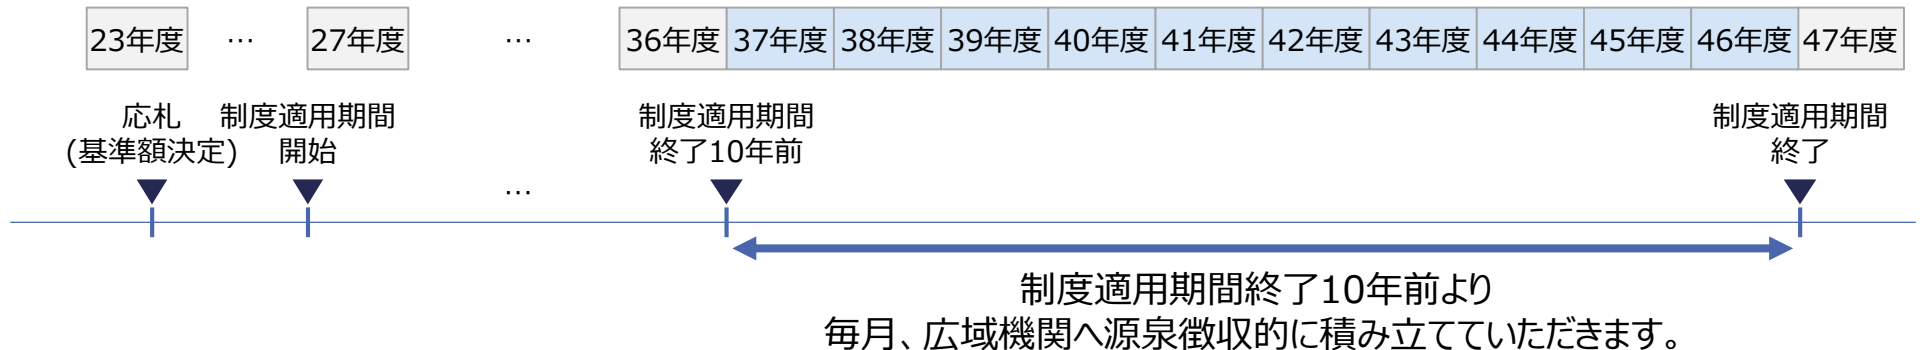 23年度 … 27年度 … 36年度 37年度 38年度 39年度 40年度 41年度 42年度 43年度 44年度 45年度 46年度 47年度
応札
(基準額決定)
制度適用期間
開始
…
制度適用期間
終了10年前
制度適用期間
終了
制度適用期間終了10年前より
毎月、広域機関へ源泉徴収的に積み立てていただきます。